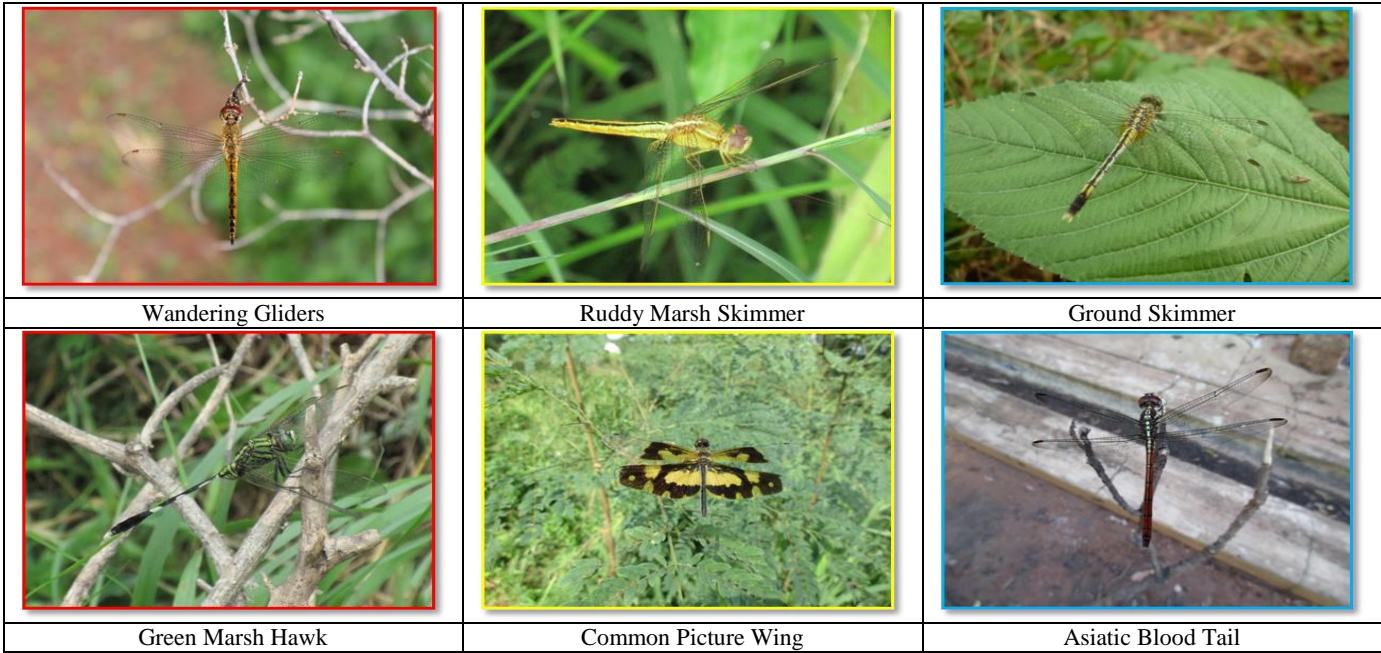 Wandering Gliders
Ruddy Marsh Skimmer
Ground Skimmer
Green Marsh Hawk
Common Picture Wing
Asiatic Blood Tail